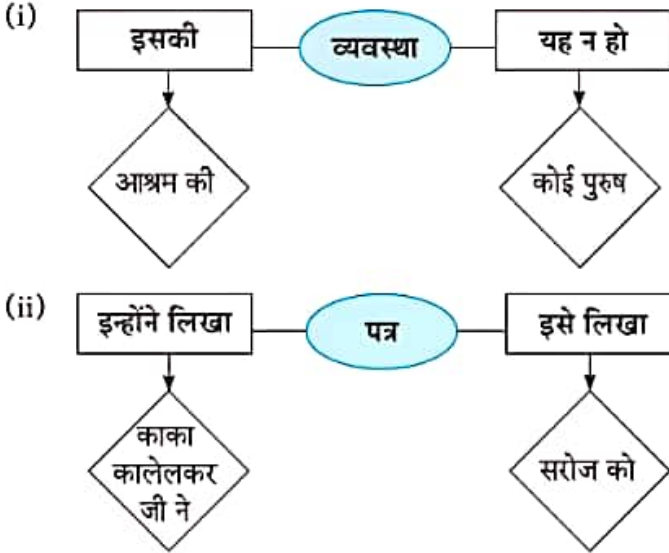 (i)
इसकी व्यवस्था यह न हो
आश्रम की कोई पुरुष
(ii)
इन्होंने लिखा पत्र इसे लिखा
काका
कालेलकर
जी ने
सरोज को